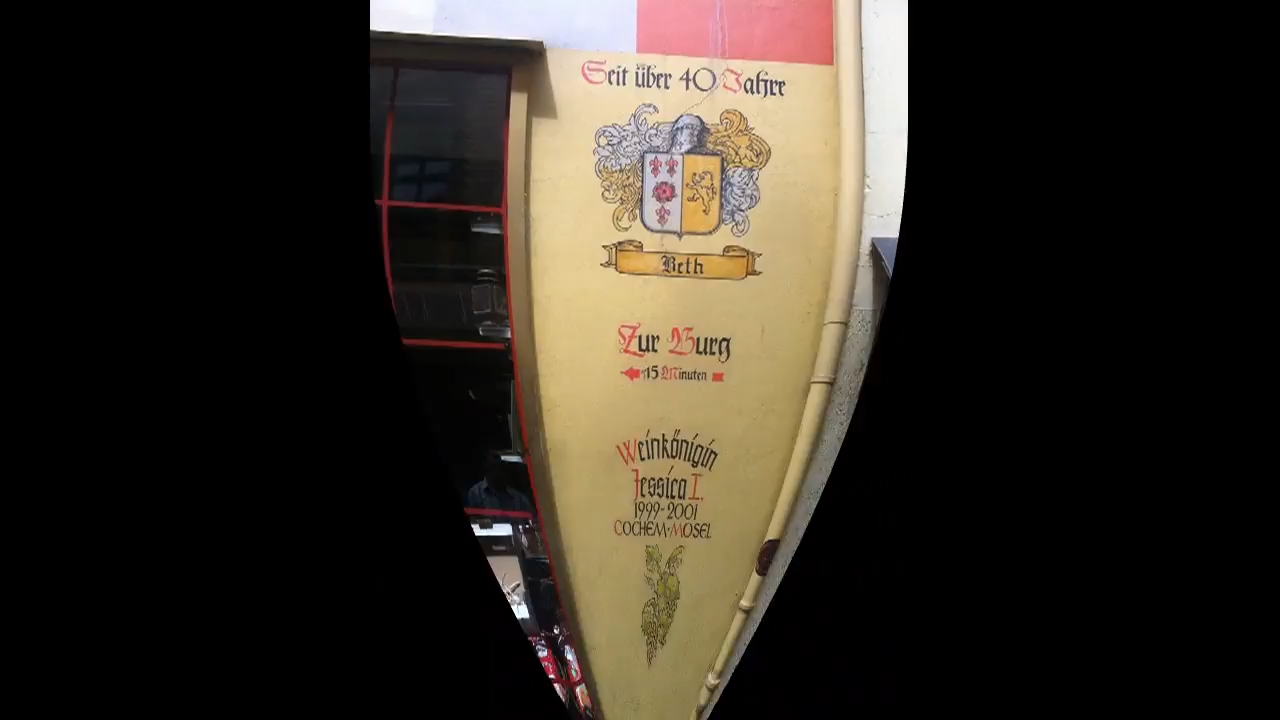 Seit über 40 Jahre
Beth
Zur Burg
15 Minuten
Weinkönigin
Jessica I.
1999-2001
COCHEM-MOSEL